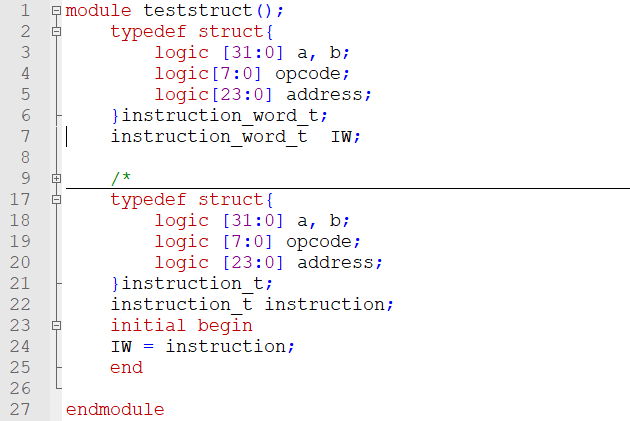 1 module teststruct();
2     typedef struct{
3         logic [31:0] a, b;
4         logic[7:0] opcode;
5         logic[23:0] address;
6     }instruction_word_t;
7     instruction_word_t  IW;
8
9     /*
17     typedef struct{
18         logic [31:0] a, b;
19         logic [7:0] opcode;
20         logic [23:0] address;
21     }instruction_t;
22     instruction_t instruction;
23     initial begin
24     IW = instruction;
25     end
26
27 endmodule